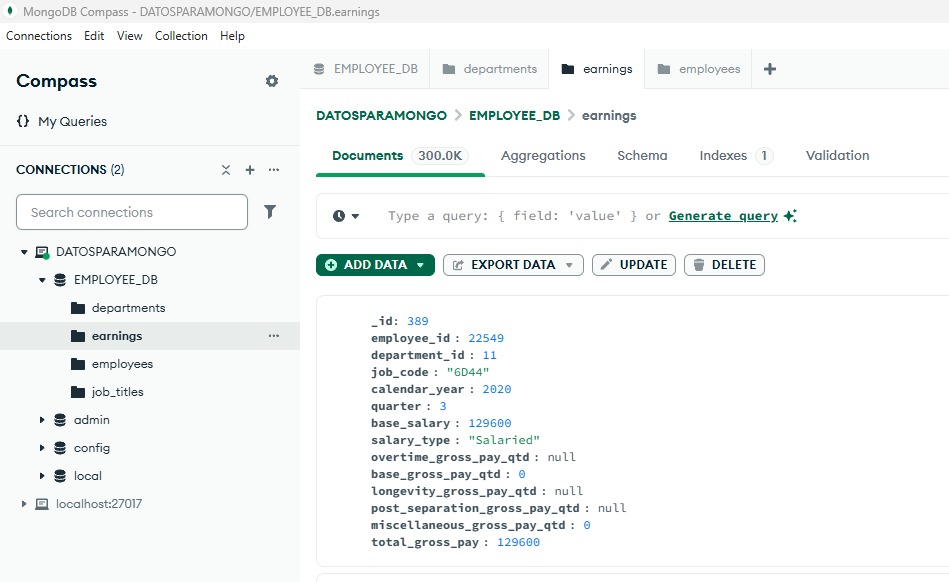 MongoDB Compass - DATOSPARAMONGO/EMPLOYEE_DB.earnings
Connections Edit View Collection Help
Compass
My Queries
CONNECTIONS (2)
Search connections
DATOSPARAMONGO
EMPLOYEE_DB
departments
earnings
employees
job_titles
admin
config
local
localhost:27017
EMPLOYEE_DB departments earnings employees
DATOSPARAMONGO > EMPLOYEE_DB > earnings
Documents 300.0K Aggregations Schema Indexes 1 Validation
Type a query: { field: 'value' } or Generate query
ADD DATA EXPORT DATA UPDATE DELETE
_id: 389
employee_id : 22549
department_id : 11
job_code : "6D44"
calendar_year : 2020
quarter : 3
base_salary : 129600
salary_type : "Salaried"
overtime_gross_pay_qtd : null
base_gross_pay_qtd : 0
longevity_gross_pay_qtd : null
post_separation_gross_pay_qtd : null
miscellaneous_gross_pay_qtd : 0
total_gross_pay : 129600